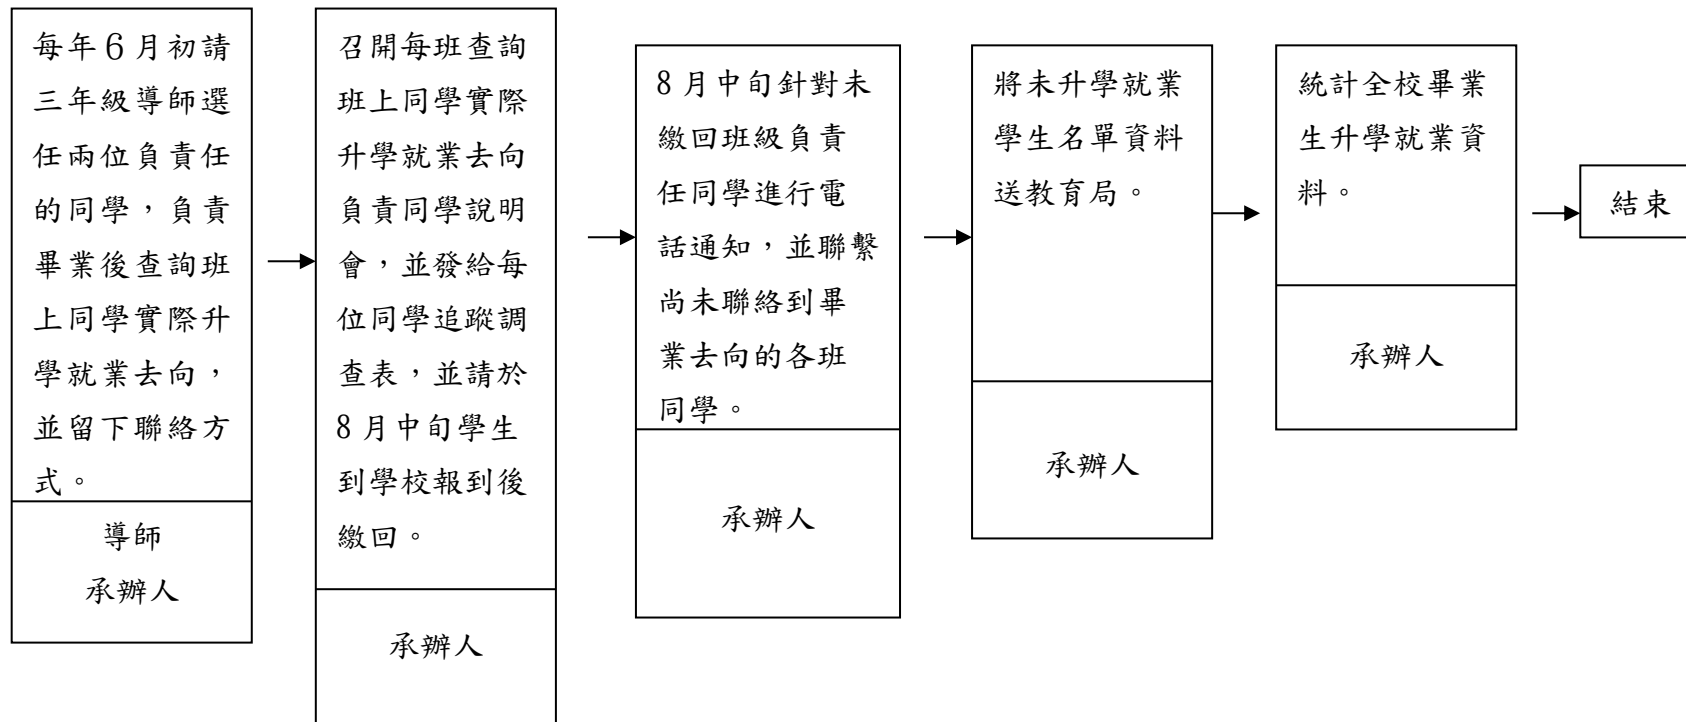 每年6月初請
三年級導師選
任兩位負責任
的同學，負責
畢業後查詢班
上同學實際升
學就業去向，
並留下聯絡方
式。
導師
承辦人
召開每班查詢
班上同學實際
升學就業去向
負責同學說明
會，並發給每
位同學追蹤調
查表，並請於
8月中旬學生
到學校報到後
繳回。
承辦人
8月中旬針對未
繳回班級負責
任同學進行電
話通知，並聯繫
尚未聯絡到畢
業去向的各班
同學。
承辦人
將未升學就業
學生名單資料
送教育局。
承辦人
統計全校畢業
生升學就業資
料。
承辦人
結束